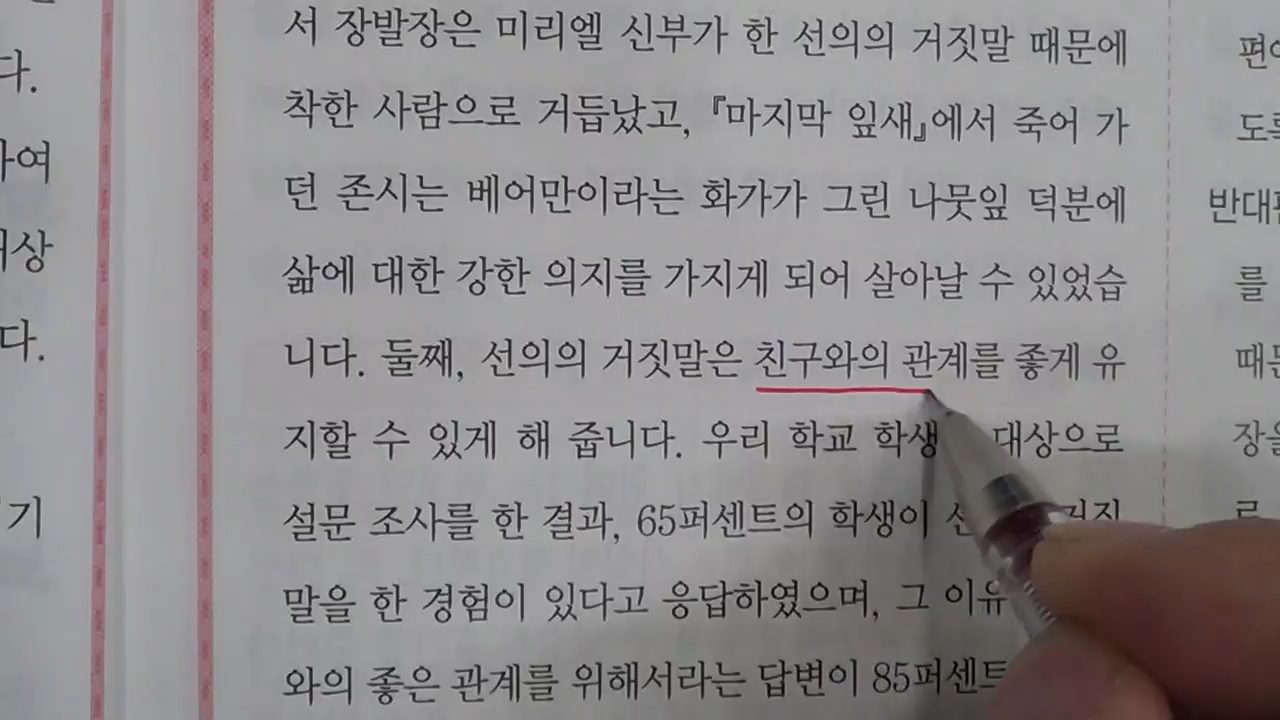 서 장발장은 미리엘 신부가 한 선의의 거짓말 때문에
착한 사람으로 거듭났고, 『마지막 잎새』에서 죽어 가
던 존시는 베어만이라는 화가가 그린 나뭇잎 덕분에
삶에 대한 강한 의지를 가지게 되어 살아날 수 있었습
니다. 둘째, 선의의 거짓말은 친구와의 관계를 좋게 유
지할 수 있게 해 줍니다. 우리 학교 학생 대상으로
설문 조사를 한 결과, 65퍼센트의 학생이
말을 한 경험이 있다고 응답하였으며, 그 이유
와의 좋은 관계를 위해서라는 답변이 85퍼센트
다.
하여
다.
기
를